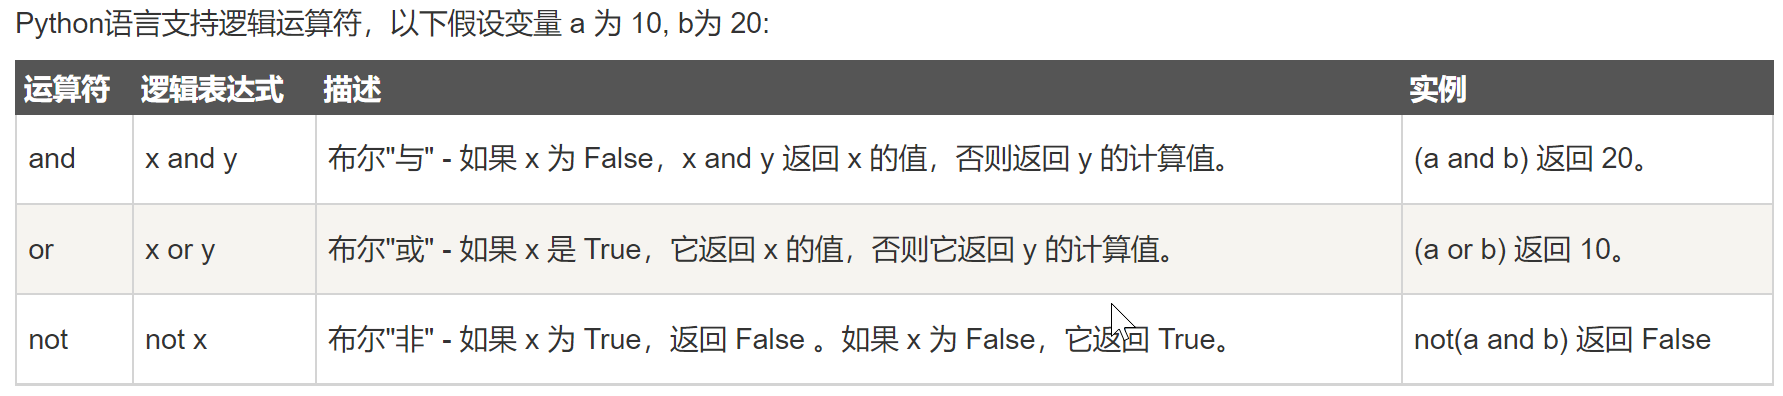 Python语言支持逻辑运算符，以下假设变量 a 为 10, b为 20:
运算符 逻辑表达式 描述 实例
and x and y 布尔"与" - 如果 x 为 False，x and y 返回 x 的值，否则返回 y 的计算值。 (a and b) 返回 20。
or x or y 布尔"或" - 如果 x 是 True，它返回 x 的值，否则它返回 y 的计算值。 (a or b) 返回 10。
not not x 布尔"非" - 如果 x 为 True，返回 False 。如果 x 为 False，它返回 True。 not(a and b) 返回 False